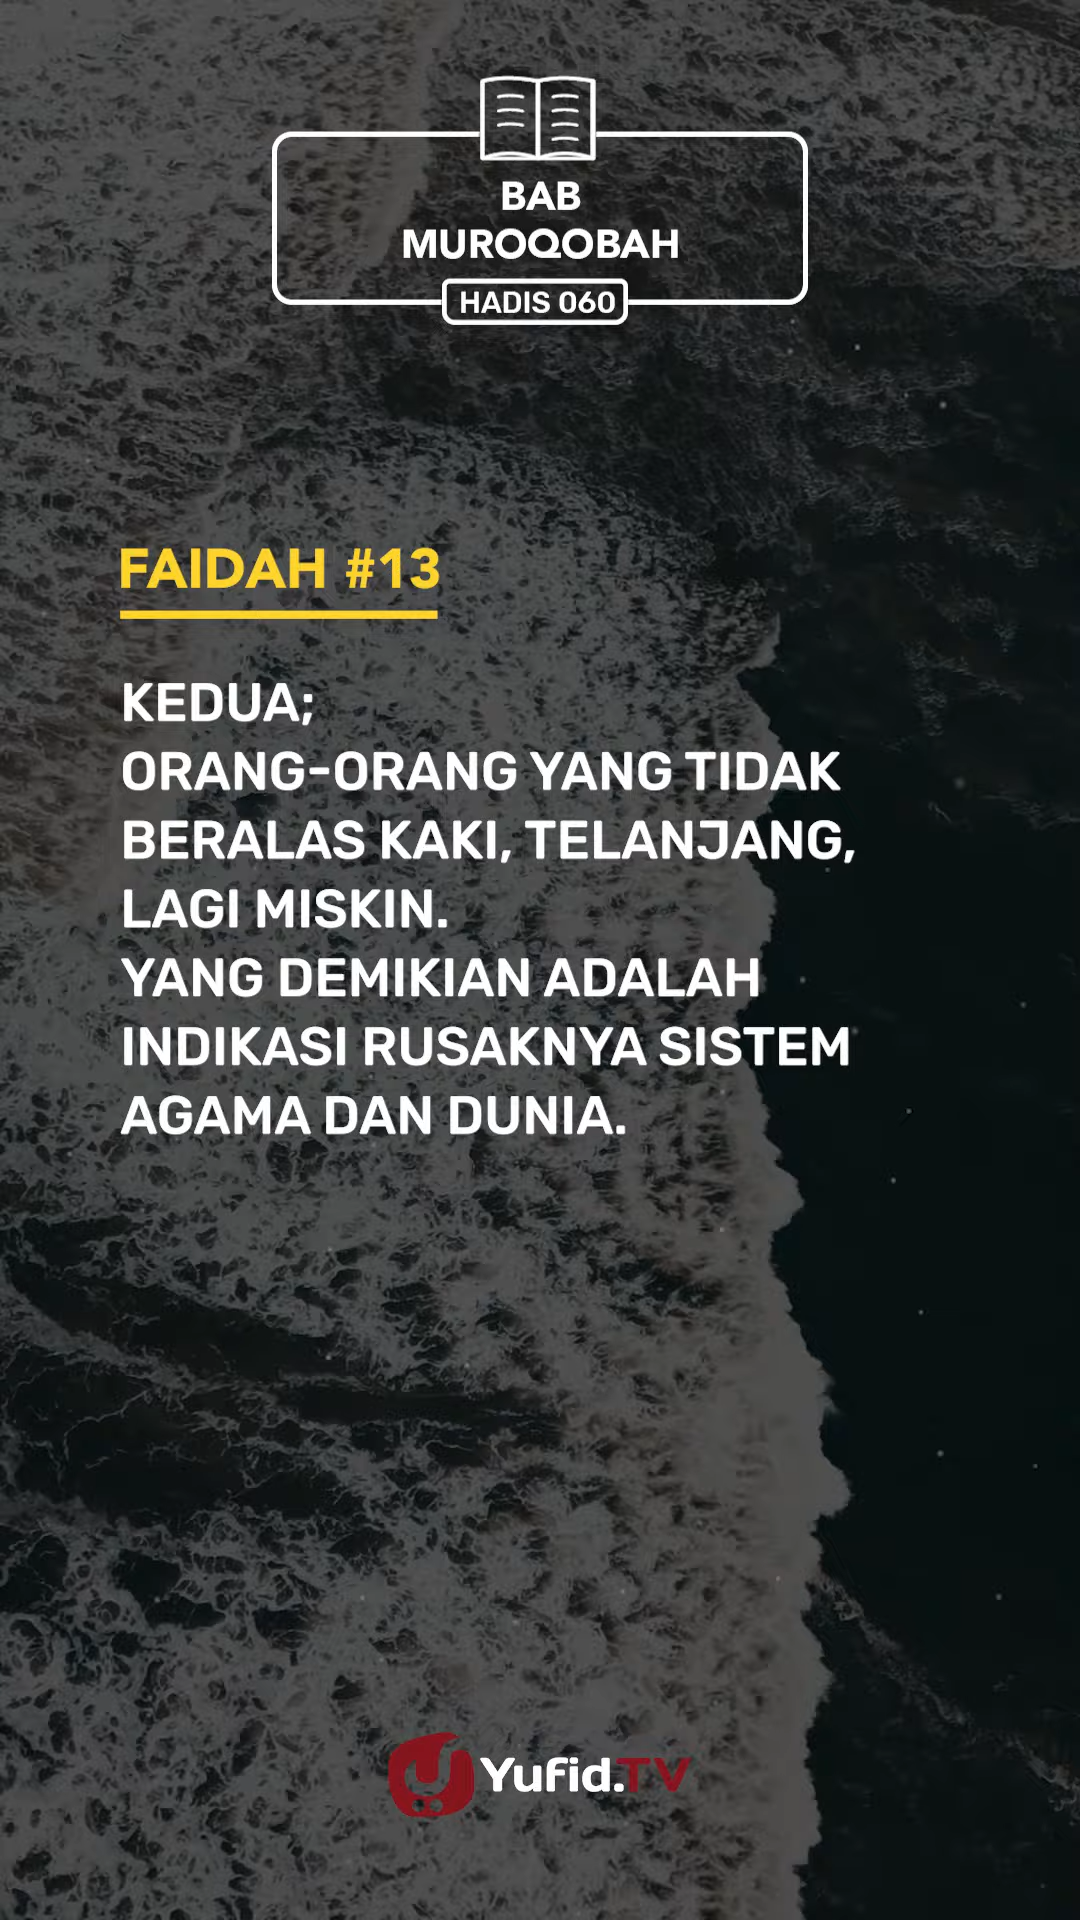 BAB
MUROQOBAH
HADIS 060
FAIDAH #13
KEDUA;
ORANG-ORANG YANG TIDAK
BERALAS KAKI, TELANJANG,
LAGI MISKIN.
YANG DEMIKIAN ADALAH
INDIKASI RUSAKNYA SISTEM
AGAMA DAN DUNIA.
Yufid.TV